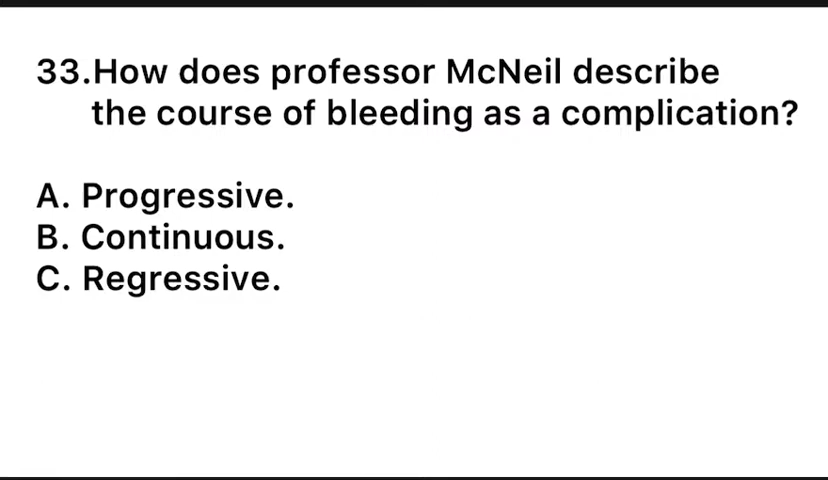 33.How does professor McNeil describe
the course of bleeding as a complication?
A. Progressive.
B. Continuous.
C. Regressive.